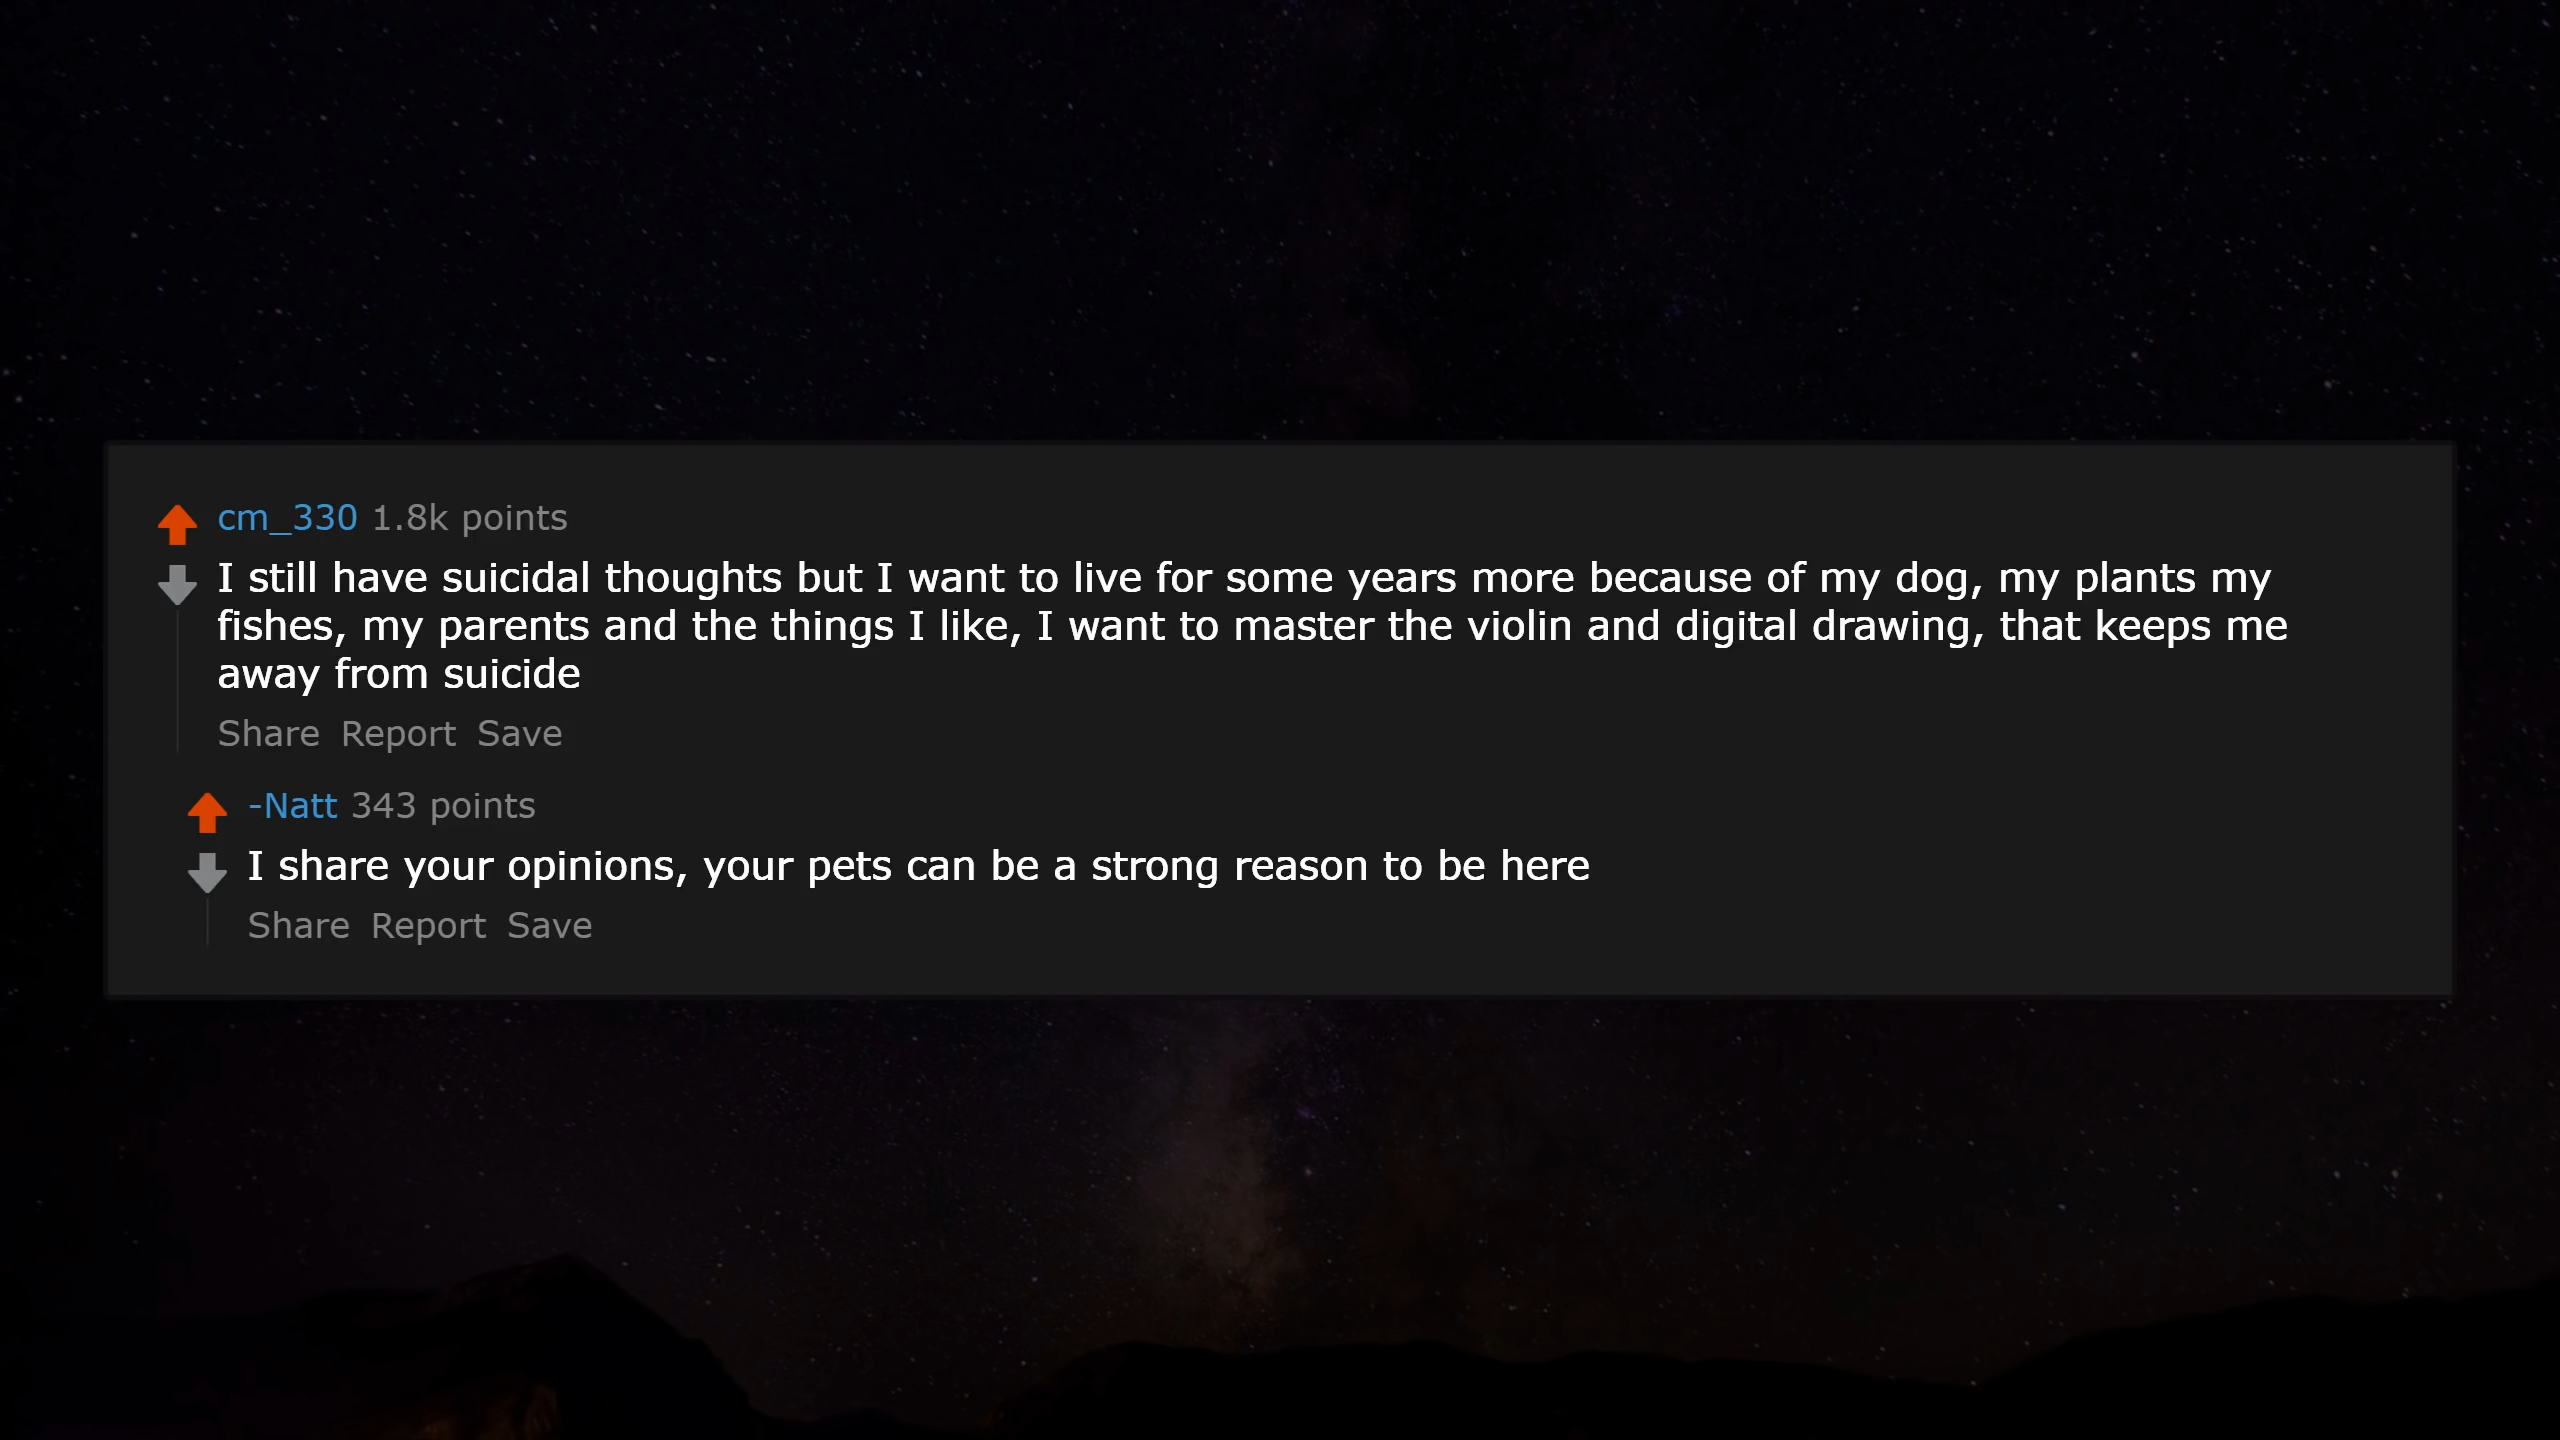 cm_330 1.8k points
I still have suicidal thoughts but I want to live for some years more because of my dog, my plants my
fishes, my parents and the things I like, I want to master the violin and digital drawing, that keeps me
away from suicide
Share Report Save
-Natt 343 points
I share your opinions, your pets can be a strong reason to be here
Share Report Save